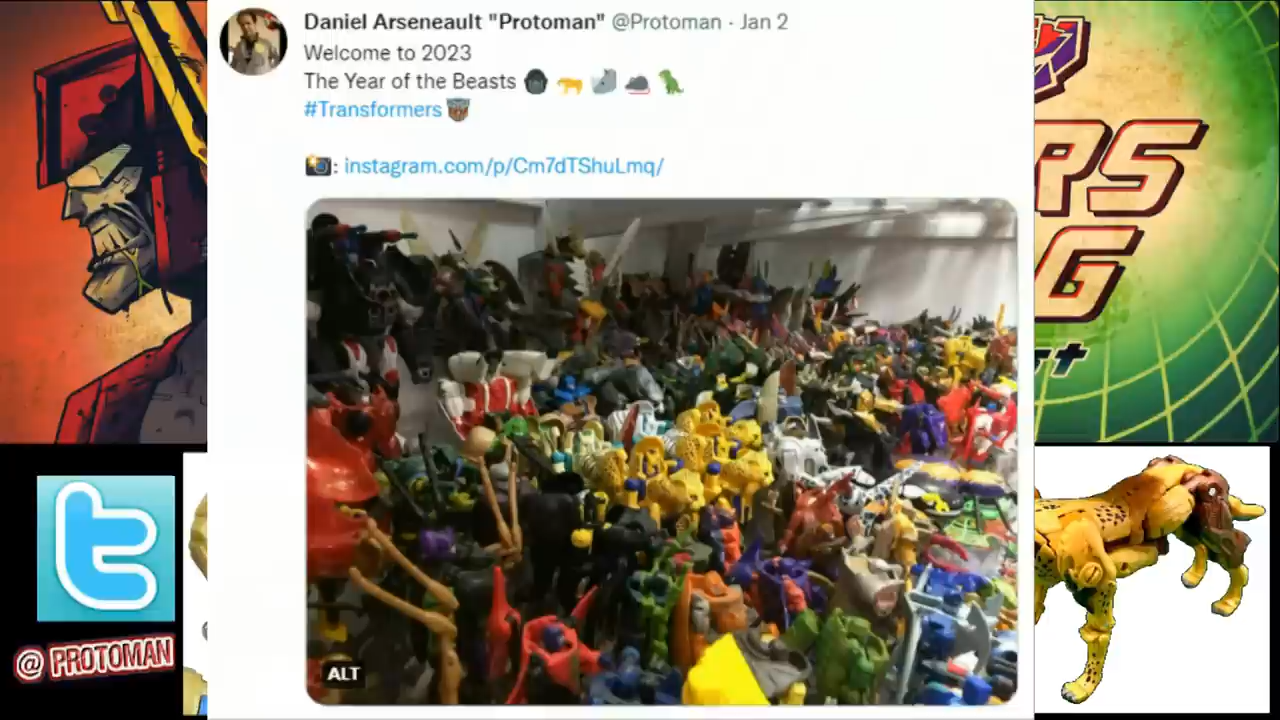 Daniel Arseneault "Protoman" @Protoman · Jan 2
Welcome to 2023
The Year of the Beasts 🦍 🐆 🦏 🐀 🦖
#Transformers
📸: instagram.com/p/Cm7dTShuLmq/
ALT
@ PROTOMAN